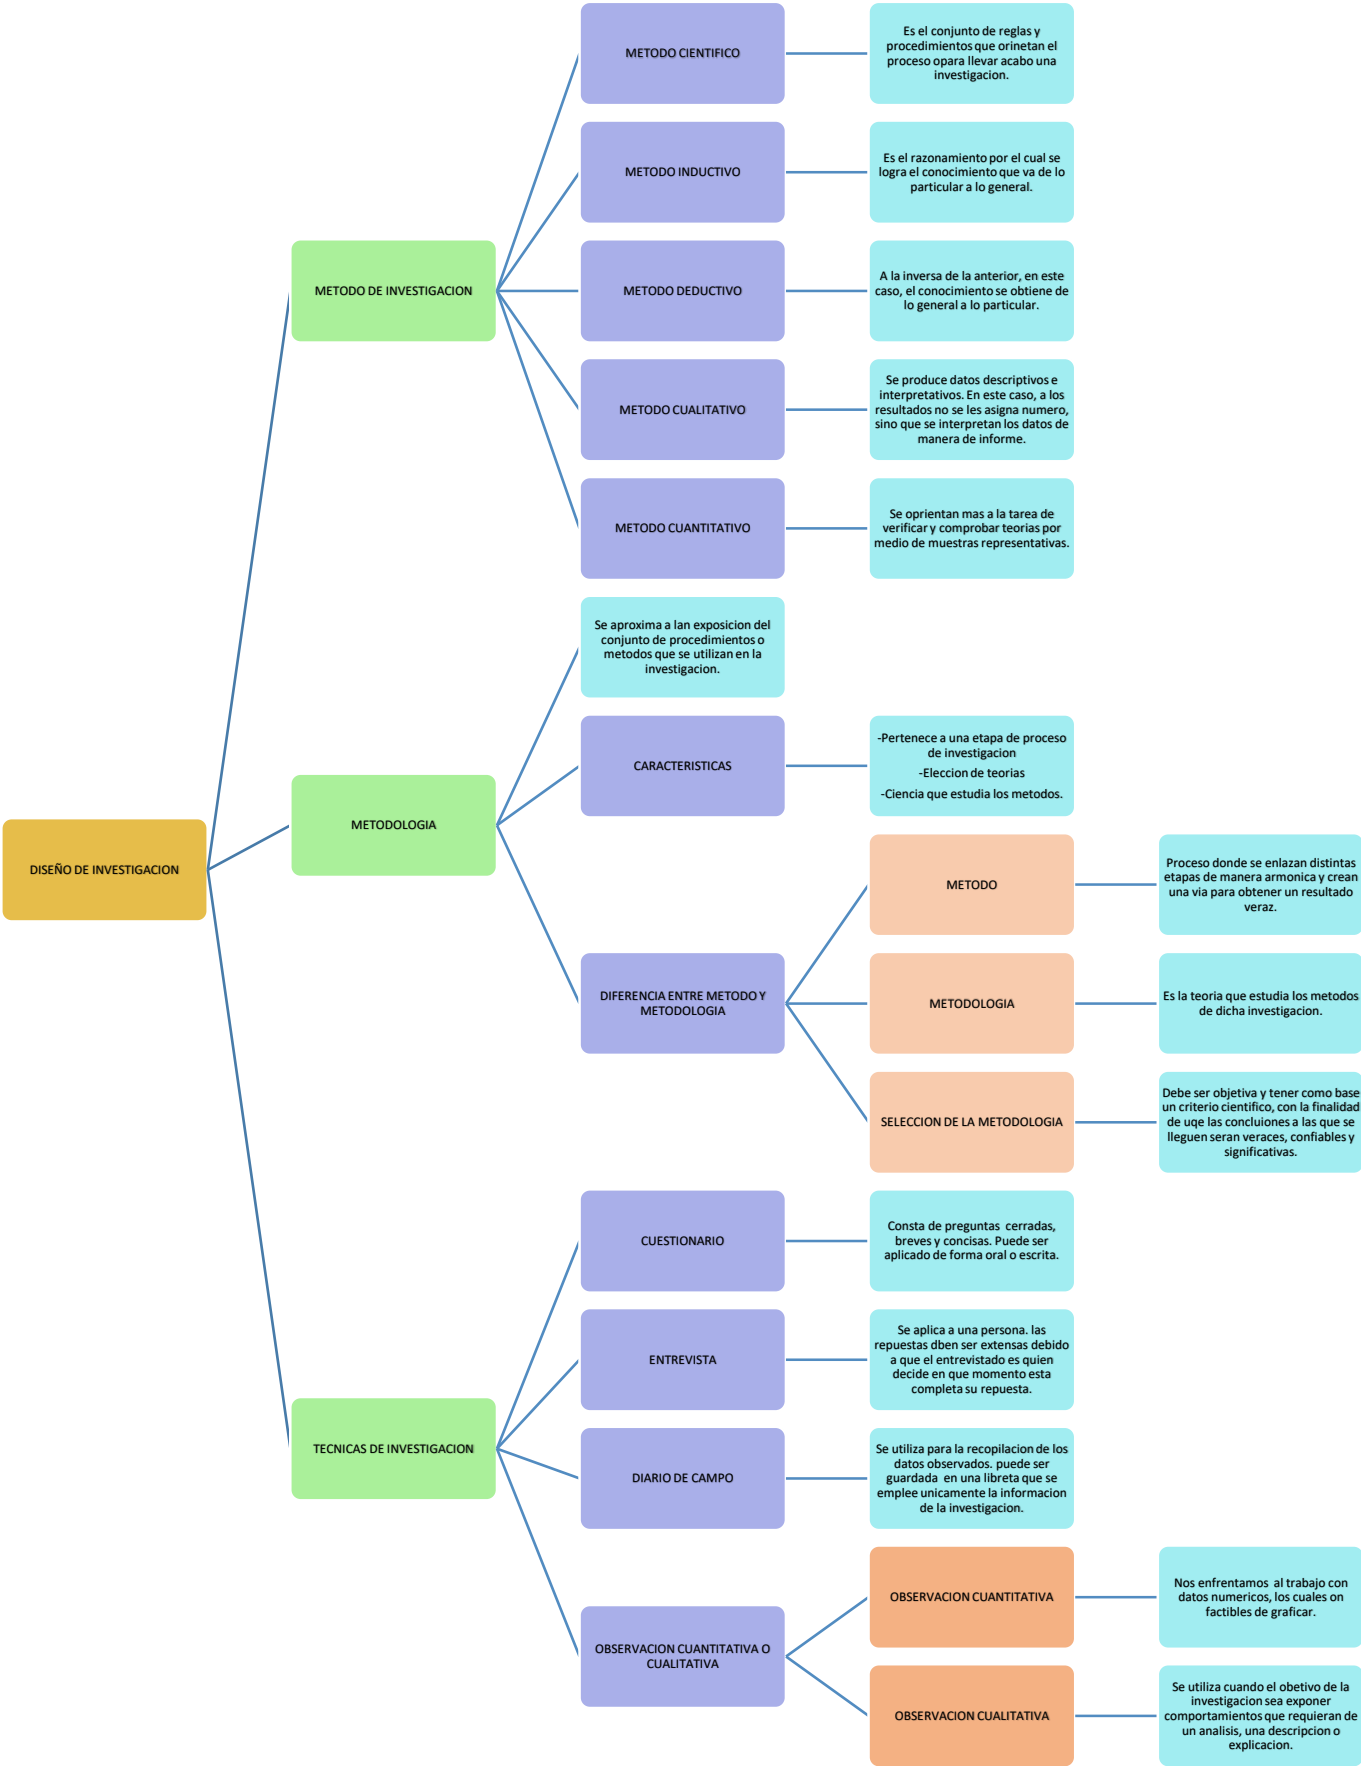 METODO CIENTIFICO
Es el conjunto de reglas y
procedimientos que orinetan el
proceso opara llevar acabo una
investigacion.
METODO INDUCTIVO
Es el razonamiento por el cual se
logra el conocimiento que va de lo
particular a lo general.
METODO DE INVESTIGACION
METODO DEDUCTIVO
A la inversa de la anterior, en este
caso, el conocimiento se obtiene de
lo general a lo particular.
METODO CUALITATIVO
Se produce datos descriptivos e
interpretativos. En este caso, a los
resultados no se les asigna numero,
sino que se interpretan los datos de
manera de informe.
METODO CUANTITATIVO
Se oprientan mas a la tarea de
verificar y comprobar teorias por
medio de muestras representativas.
Se aproxima a lan exposicion del
conjunto de procedimientos o
metodos que se utilizan en la
investigacion.
CARACTERISTICAS
-Pertenece a una etapa de proceso
de investigacion
-Eleccion de teorias
-Ciencia que estudia los metodos.
METODOLOGIA
DISEÑO DE INVESTIGACION
METODO
Proceso donde se enlazan distintas
etapas de manera armonica y crean
una via para obtener un resultado
veraz.
DIFERENCIA ENTRE METODO Y
METODOLOGIA
METODOLOGIA
Es la teoria que estudia los metodos
de dicha investigacion.
SELECCION DE LA METODOLOGIA
Debe ser objetiva y tener como base
un criterio cientifico, con la finalidad
de uqe las concluiones a las que se
lleguen seran veraces, confiables y
significativas.
CUESTIONARIO
Consta de preguntas cerradas,
breves y concisas. Puede ser
aplicado de forma oral o escrita.
ENTREVISTA
Se aplica a una persona. las
repuestas dben ser extensas debido
a que el entrevistado es quien
decide en que momento esta
completa su repuesta.
TECNICAS DE INVESTIGACION
DIARIO DE CAMPO
Se utiliza para la recopilacion de los
datos observados. puede ser
guardada en una libreta que se
emplee unicamente la informacion
de la investigacion.
OBSERVACION CUANTITATIVA O
CUALITATIVA
OBSERVACION CUANTITATIVA
Nos enfrentamos al trabajo con
datos numericos, los cuales on
factibles de graficar.
OBSERVACION CUALITATIVA
Se utiliza cuando el obetivo de la
investigacion sea exponer
comportamientos que requieran de
un analisis, una descripcion o
explicacion.